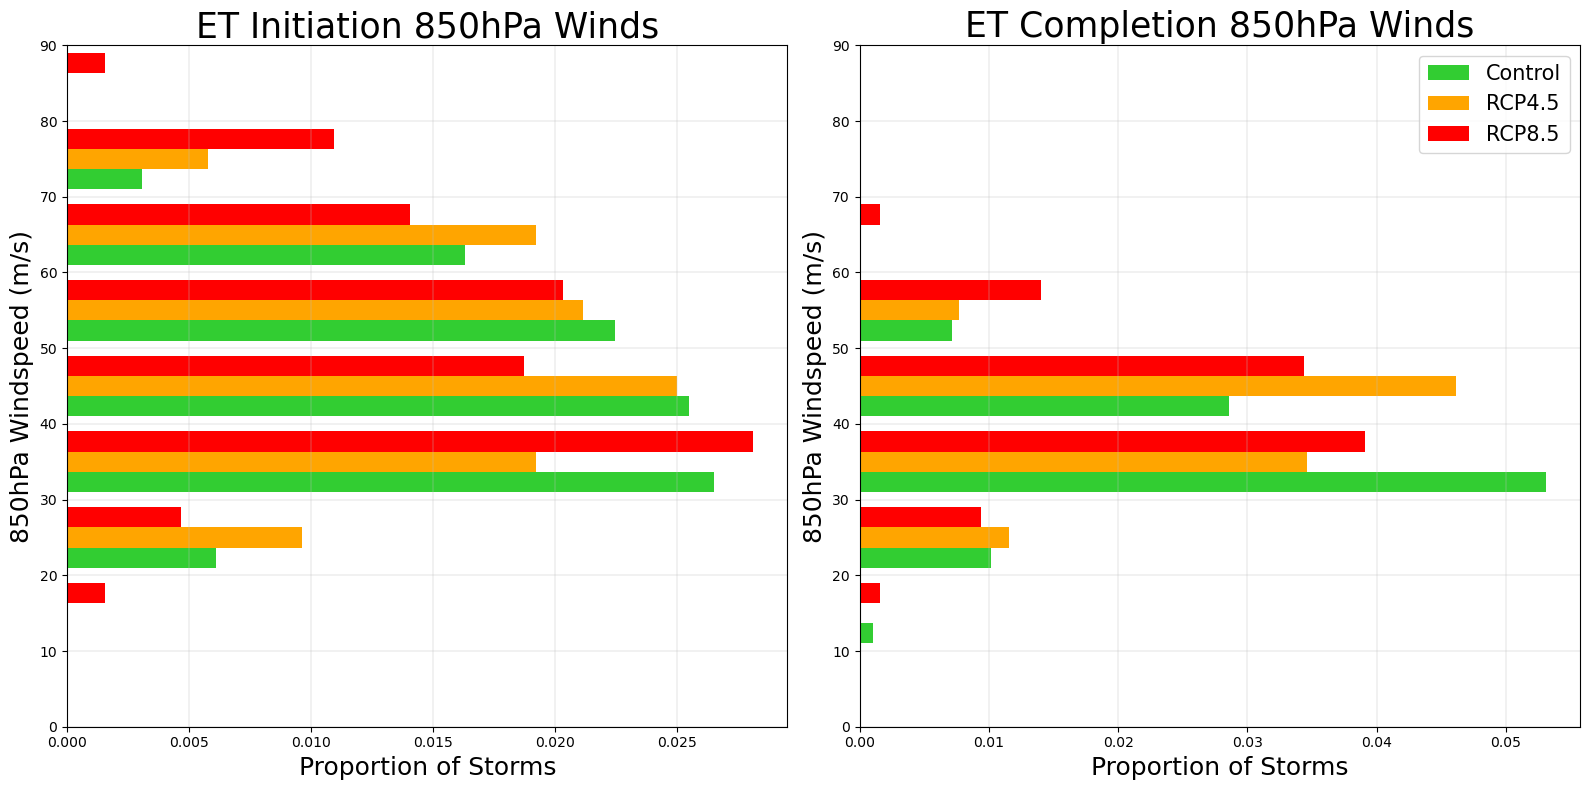 ET Initiation 850hPa Winds
850hPa Windspeed (m/s)
90
80
70
60
50
40
30
20
10
0
0.000 0.005 0.010 0.015 0.020 0.025
Proportion of Storms
ET Completion 850hPa Winds
Control
RCP4.5
RCP8.5
850hPa Windspeed (m/s)
90
80
70
60
50
40
30
20
10
0
0.00 0.01 0.02 0.03 0.04 0.05
Proportion of Storms